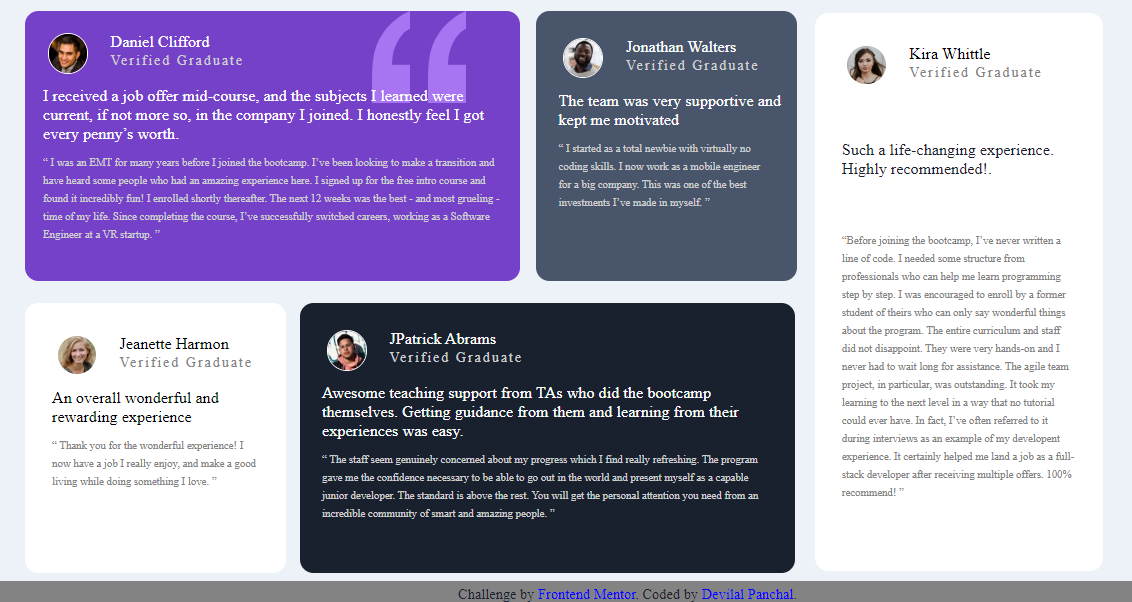 Daniel Clifford
Verified Graduate
I received a job offer mid-course, and the subjects I learned were
current, if not more so, in the company I joined. I honestly feel I got
every penny’s worth.
“ I was an EMT for many years before I joined the bootcamp. I’ve been looking to make a transition and
have heard some people who had an amazing experience here. I signed up for the free intro course and
found it incredibly fun! I enrolled shortly thereafter. The next 12 weeks was the best - and most grueling -
time of my life. Since completing the course, I’ve successfully switched careers, working as a Software
Engineer at a VR startup. ”
Jonathan Walters
Verified Graduate
The team was very supportive and
kept me motivated
“ I started as a total newbie with virtually no
coding skills. I now work as a mobile engineer
for a big company. This was one of the best
investments I’ve made in myself. ”
Kira Whittle
Verified Graduate
Such a life-changing experience.
Highly recommended!.
“Before joining the bootcamp, I’ve never written a
line of code. I needed some structure from
professionals who can help me learn programming
step by step. I was encouraged to enroll by a former
student of theirs who can only say wonderful things
about the program. The entire curriculum and staff
did not disappoint. They were very hands-on and I
never had to wait long for assistance. The agile team
project, in particular, was outstanding. It took my
learning to the next level in a way that no tutorial
could ever have. In fact, I’ve often referred to it
during interviews as an example of my developent
experience. It certainly helped me land a job as a full-
stack developer after receiving multiple offers. 100%
recommend! ”
Jeanette Harmon
Verified Graduate
An overall wonderful and
rewarding experience
“ Thank you for the wonderful experience! I
now have a job I really enjoy, and make a good
living while doing something I love. ”
JPatrick Abrams
Verified Graduate
Awesome teaching support from TAs who did the bootcamp
themselves. Getting guidance from them and learning from their
experiences was easy.
“ The staff seem genuinely concerned about my progress which I find really refreshing. The program
gave me the confidence necessary to be able to go out in the world and present myself as a capable
junior developer. The standard is above the rest. You will get the personal attention you need from an
incredible community of smart and amazing people. ”
Challenge by Frontend Mentor. Coded by Devilal Panchal.